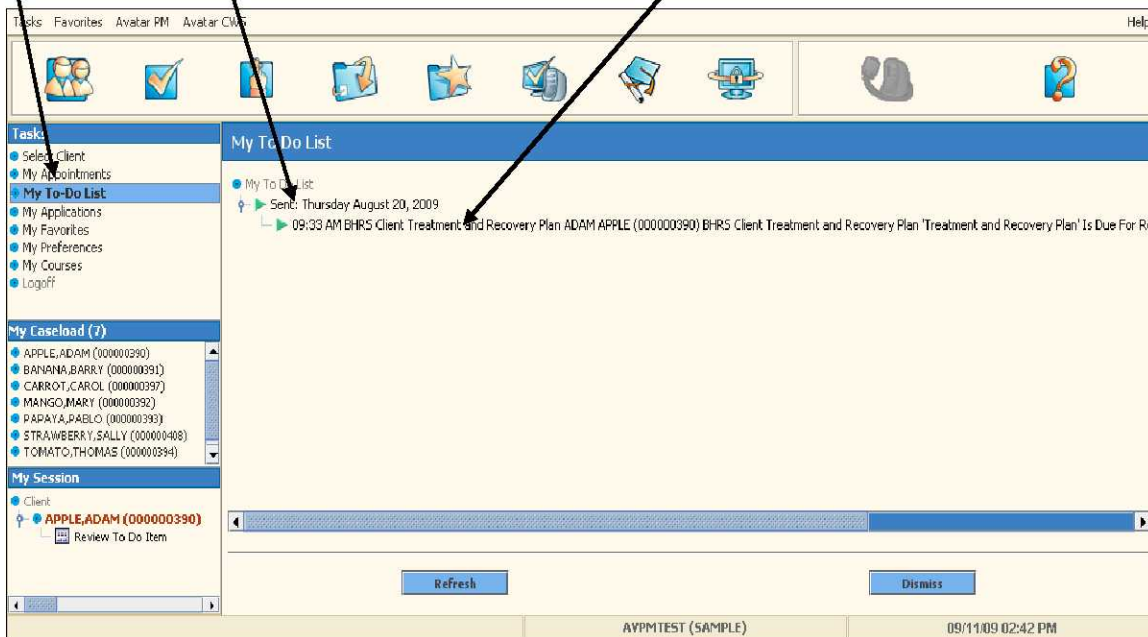 Tasks Favorites Avatar PM Avatar CWS Help
Tasks
Select Client
My Appointments
My To-Do List
My Applications
My Favorites
My Preferences
My Courses
Logoff
My Caseload (7)
APPLE,ADAM (000000390)
BANANA,BARRY (000000391)
CARROT,CAROL (000000397)
MANGO,MARY (000000392)
PAPAYA,PABLO (000000393)
STRAWBERRY,SALLY (000000408)
TOMATO,THOMAS (000000394)
My Session
Client
APPLE,ADAM (000000390)
Review To Do Item
My To Do List
My To Do List
Sent: Thursday August 20, 2009
09:33 AM BHRS Client Treatment and Recovery Plan ADAM APPLE (000000390) BHRS Client Treatment and Recovery Plan 'Treatment and Recovery Plan' Is Due For
Refresh Dismiss
AVPMTEST (SAMPLE) 09/11/09 02:42 PM